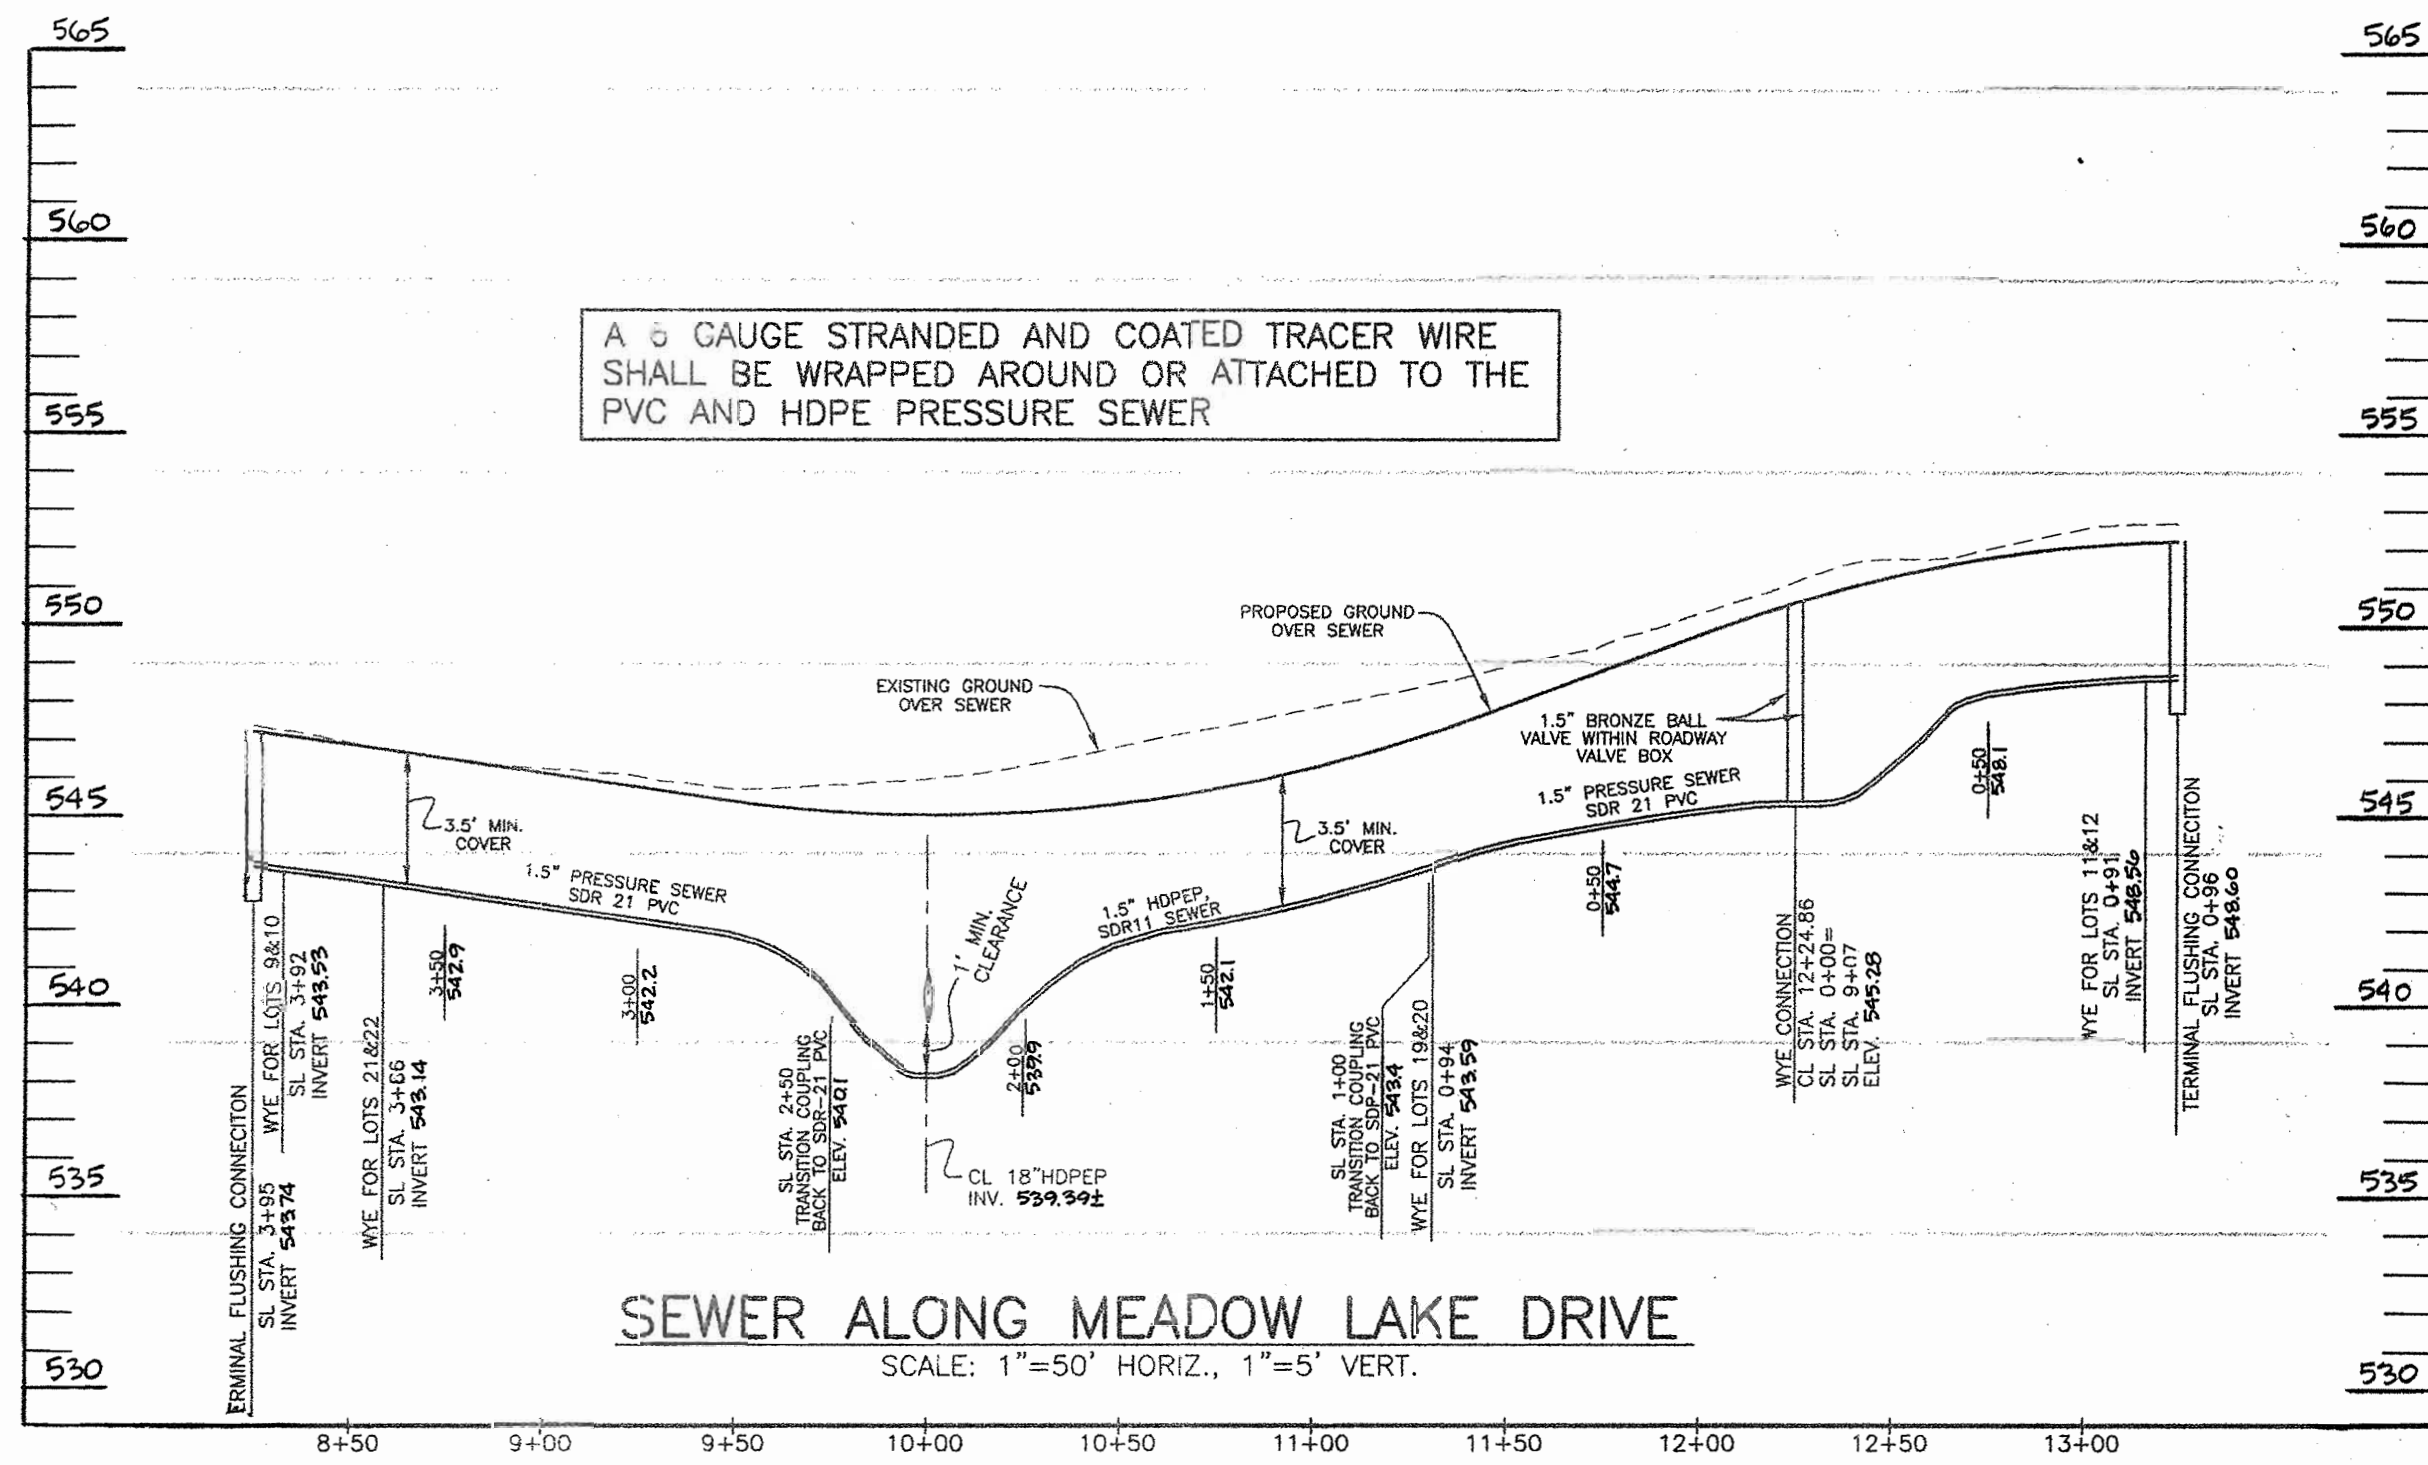 565
560
555
550
545
540
535
530
565
560
555
550
545
540
535
530
A 6 GAUGE STRANDED AND COATED TRACER WIRE
SHALL BE WRAPPED AROUND OR ATTACHED TO THE
PVC AND HDPE PRESSURE SEWER
EXISTING GROUND
OVER SEWER
PROPOSED GROUND
OVER SEWER
1.5" BRONZE BALL
VALVE WITHIN ROADWAY
VALVE BOX
1.5" PRESSURE SEWER
SDR 21 PVC
3.5' MIN.
COVER
1.5" PRESSURE SEWER
SDR 21 PVC
3.5' MIN.
COVER
1.5" HDPEP,
SDR11 SEWER
1' MIN.
CLEARANCE
ERMINAL FLUSHING CONNECITON
SL STA. 3+95
INVERT 543.74
WYE FOR LOTS 9&10
SL STA. 3+92
INVERT 543.53
WYE FOR LOTS 21&22
SL STA. 3+66
INVERT 543.14
3+50
542.9
3+00
542.2
SL STA. 2+50
TRANSITION COUPLING
BACK TO SDR-21 PVC
ELEV. 540.1
CL 18"HDPEP
INV. 539.39±
2+00
539.9
1+50
542.1
SL STA. 1+00
TRANSITION COUPLING
BACK TO SDR-21 PVC
ELEV. 543.4
WYE FOR LOTS 19&20
SL STA. 0+94
INVERT 543.59
0+50
544.7
WYE CONNECTION
CL STA. 12+24.86
SL STA. 0+00=
SL STA. 9+07
ELEV. 545.28
0+50
548.1
WYE FOR LOTS 11&12
SL STA. 0+91
INVERT 548.56
TERMINAL FLUSHING CONNECITON
SL STA. 0+96
INVERT 548.60
SEWER ALONG MEADOW LAKE DRIVE
SCALE: 1"=50' HORIZ., 1"=5' VERT.
8+50 9+00 9+50 10+00 10+50 11+00 11+50 12+00 12+50 13+00